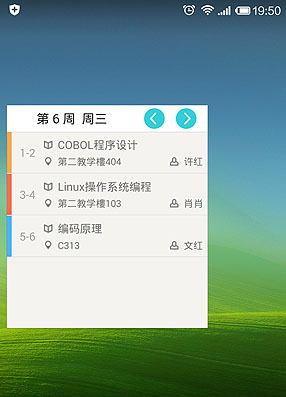 19:50
第 6 周 周三
1-2
COBOL程序设计
第二教学樓404 许红
3-4
Linux操作系统编程
第二教学樓103 肖肖
5-6
编码原理
C313 文红